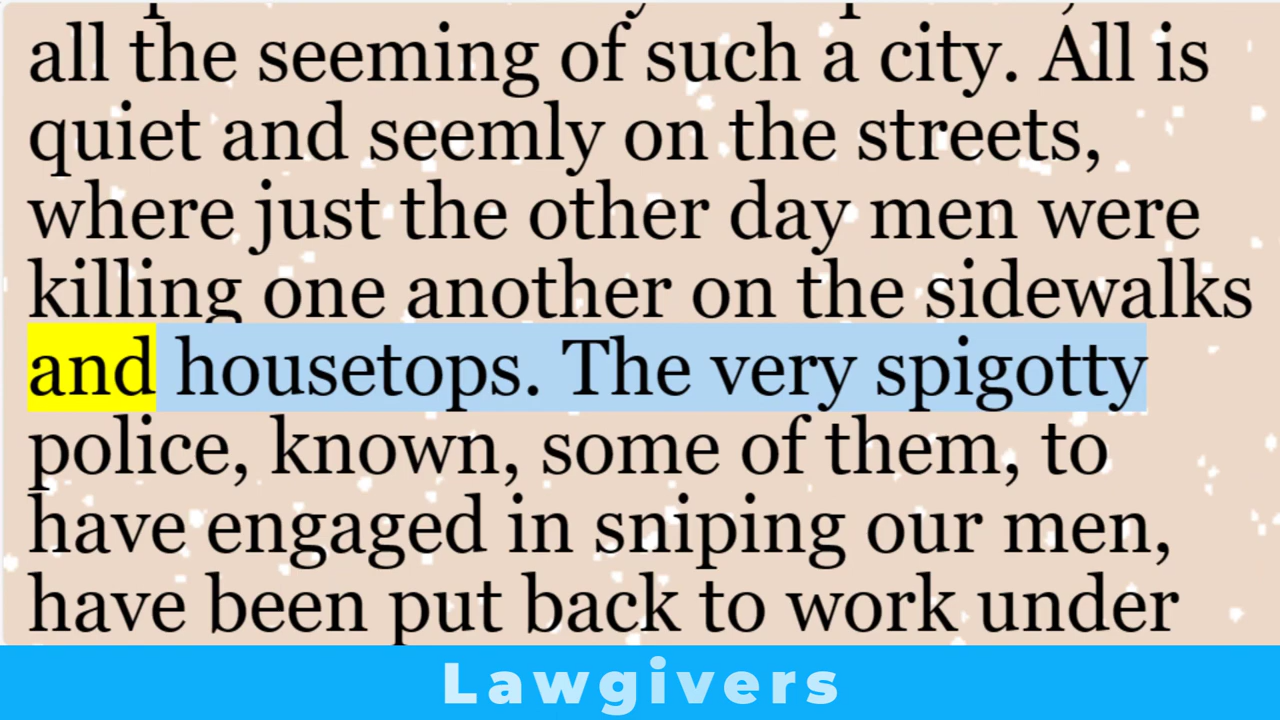 all the seeming of such a city. All is
quiet and seemly on the streets,
where just the other day men were
killing one another on the sidewalks
and housetops. The very spigotty
police, known, some of them, to
have engaged in sniping our men,
have been put back to work under
Lawgivers